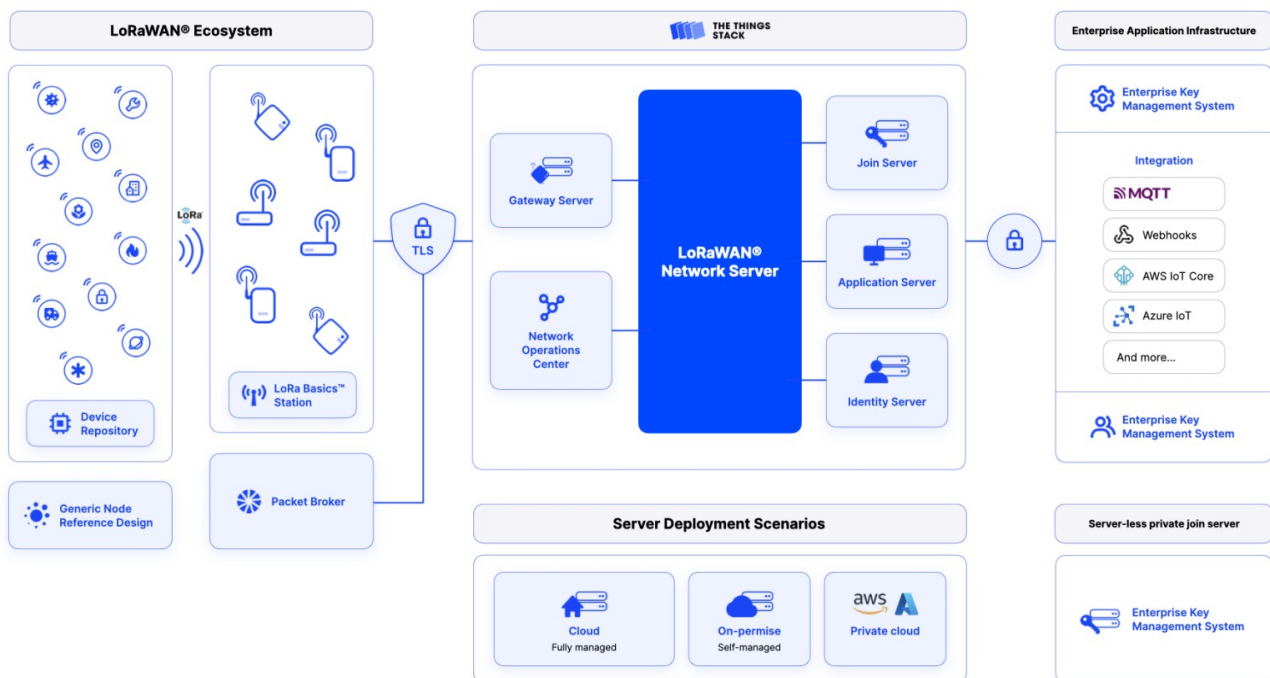 LoRaWAN® Ecosystem
LoRa
Device
Repository
LoRa Basics™
Station
Generic Node
Reference Design
Packet Broker
TLS
THE THINGS
STACK
Gateway Server
Network
Operations
Center
LoRaWAN®
Network Server
Join Server
Application Server
Identity Server
Server Deployment Scenarios
Cloud
Fully managed
On-permise
Self-managed
aws
Private cloud
Enterprise Application Infrastructure
Enterprise Key
Management System
Integration
MQTT
Webhooks
AWS IoT Core
Azure IoT
And more...
Enterprise Key
Management System
Server-less private join server
Enterprise Key
Management System